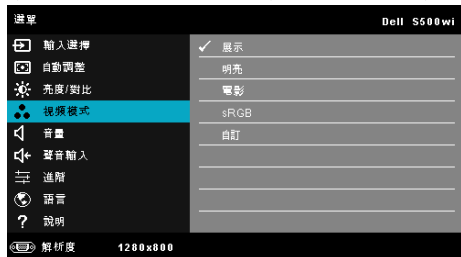 選單 Dell S500wi
輸入選擇
自動調整
亮度/對比
視頻模式
音量
聲音輸入
進階
語言
說明
展示
明亮
電影
sRGB
自訂
解析度 1280x800